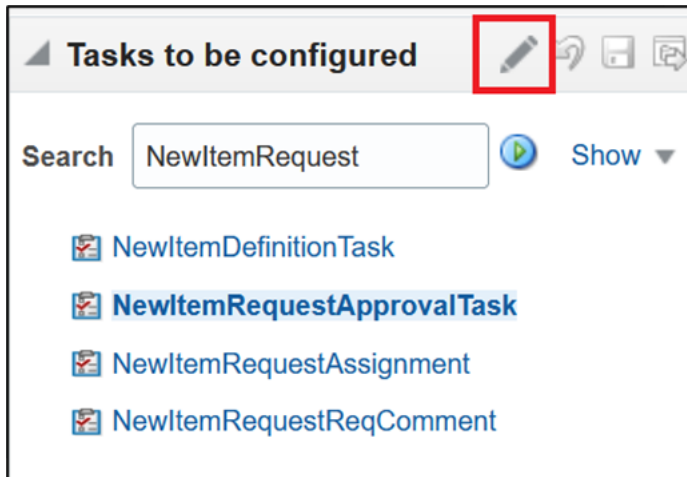 Tasks to be configured
Search NewItemRequest Show
NewItemDefinitionTask
NewItemRequestApprovalTask
NewItemRequestAssignment
NewItemRequestReqComment